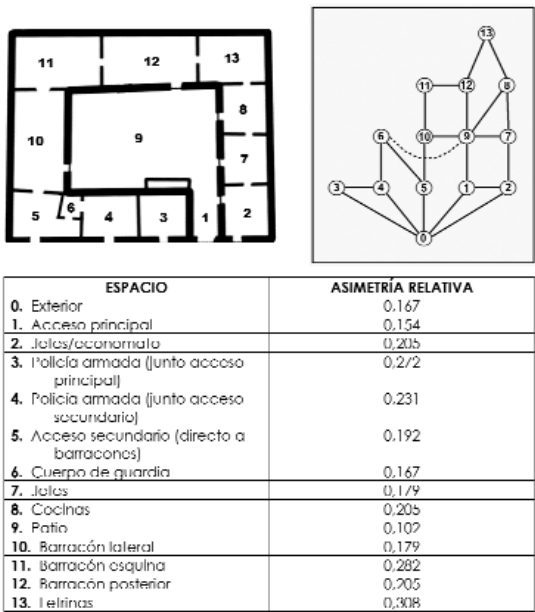 11 12 13
8
10 9
7
6
5 4 3 1 2
13
11 12 8
6 10 9 7
3 4 5 1 2
0
ESPACIO ASIMETRÍA RELATIVA
0. Exterior 0,167
1. Acceso principal 0,154
2. Jefes/economato 0,205
3. Policía armada (junto acceso 0,272
principal)
4. Policía armada (junto acceso 0,231
secundario)
5. Acceso secundario (directo a 0,192
barracones)
6. Cuerpo de guardia 0,167
7. Jefes 0,179
8. Cocinas 0,205
9. Patio 0,102
10. Barracón lateral 0,179
11. Barracón esquina 0,282
12. Barracón posterior 0,205
13. Letrinas 0,308